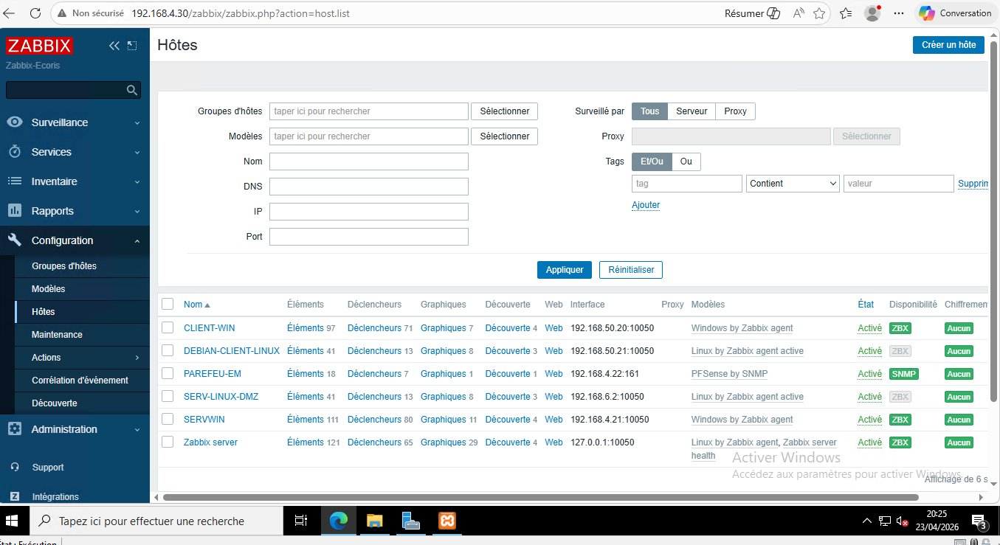 Non sécurisé 192.168.4.30/zabbix/zabbix.php?action=host.list Résumer Conversation
ZABBIX
Zabbix-Ecoris
Surveillance
Services
Inventaire
Rapports
Configuration
Groupes d'hôtes
Modèles
Hôtes
Maintenance
Actions
Corrélation d'événement
Découverte
Administration
Support
Intégrations
Hôtes Créer un hôte
Groupes d'hôtes taper ici pour rechercher Sélectionner Surveillé par Tous Serveur Proxy
Modèles taper ici pour rechercher Sélectionner Proxy Sélectionner
Nom Tags Et/Ou Ou
DNS tag Contient valeur Supprim
IP Ajouter
Port
Appliquer Réinitialiser
Nom Éléments Déclencheurs Graphiques Découverte Web Interface Proxy Modèles État Disponibilité Chiffremen
CLIENT-WIN Éléments 97 Déclencheurs 71 Graphiques 7 Découverte 4 Web 192.168.50.20:10050 Windows by Zabbix agent Activé ZBX Aucun
DEBIAN-CLIENT-LINUX Éléments 41 Déclencheurs 13 Graphiques 8 Découverte 3 Web 192.168.50.21:10050 Linux by Zabbix agent active Activé ZBX Aucun
PAREFEU-EM Éléments 18 Déclencheurs 7 Graphiques 1 Découverte 1 Web 192.168.4.22:161 PFSense by SNMP Activé SNMP Aucun
SERV-LINUX-DMZ Éléments 41 Déclencheurs 13 Graphiques 8 Découverte 3 Web 192.168.6.2:10050 Linux by Zabbix agent active Activé ZBX Aucun
SERVWIN Éléments 111 Déclencheurs 80 Graphiques 11 Découverte 4 Web 192.168.4.21:10050 Windows by Zabbix agent Activé ZBX Aucun
Zabbix server Éléments 121 Déclencheurs 65 Graphiques 29 Découverte 4 Web 127.0.0.1:10050 Linux by Zabbix agent, Zabbix server Activé ZBX Aucun
health
Activer Windows
Accédez aux paramètres pour activer Windows.
Affichage de 6 s
Tapez ici pour effectuer une recherche
20:25
23/04/2026
3
État : Exécution